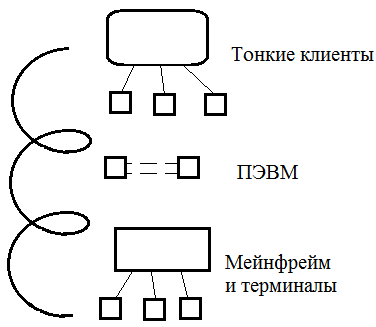 Тонкие клиенты
ПЭВМ
Мейнфрейм
и терминалы